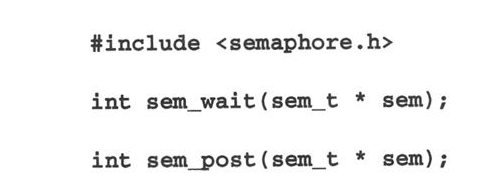 #include <semaphore.h>
int sem_wait(sem_t * sem);
int sem_post(sem_t * sem);